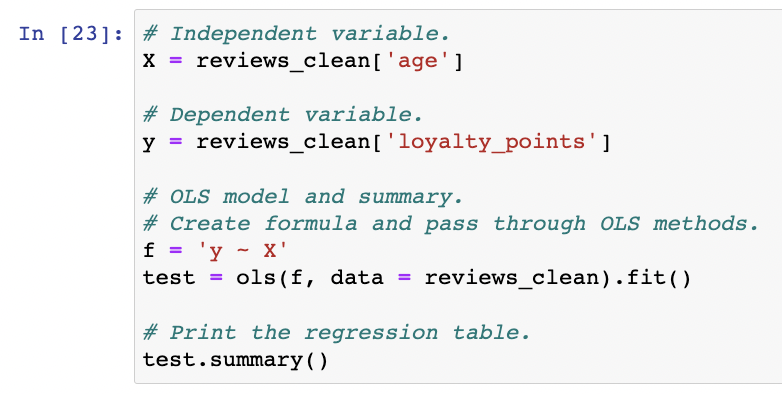 In [23]: # Independent variable.
X = reviews_clean['age']
# Dependent variable.
y = reviews_clean['loyalty_points']
# OLS model and summary.
# Create formula and pass through OLS methods.
f = 'y ~ X'
test = ols(f, data = reviews_clean).fit()
# Print the regression table.
test.summary()